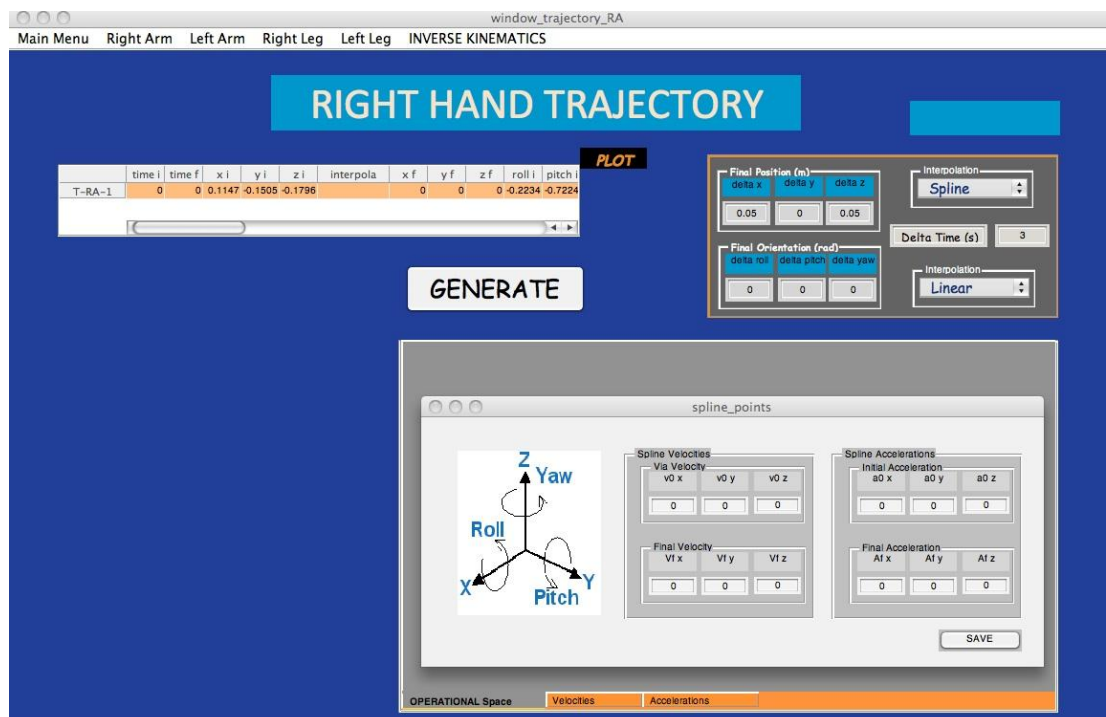 window_trajectory_RA
Main Menu Right Arm Left Arm Right Leg Left Leg INVERSE KINEMATICS
RIGHT HAND TRAJECTORY
PLOT
time i time f x i y i z i interpola x f y f z f roll i pitch i
T-RA-1 0 0 0.1147 -0.1505 -0.1796 0 0 0 -0.2234 -0.7224
GENERATE
Final Position (m)
delta x delta y delta z
0.05 0 0.05
Interpolation
Spline
Delta Time (s) 3
Final Orientation (rad)
delta roll delta pitch delta yaw
0 0 0
Interpolation
Linear
spline_points
Z
Yaw
Roll
X
Y
Pitch
Spline Velocities
Via Velocity
v0 x v0 y v0 z
0 0 0
Final Velocity
Vf x Vf y Vf z
0 0 0
Spline Accelerations
Initial Acceleration
a0 x a0 y a0 z
0 0 0
Final Acceleration
Af x Af y Af z
0 0 0
SAVE
OPERATIONAL Space Velocities Accelerations